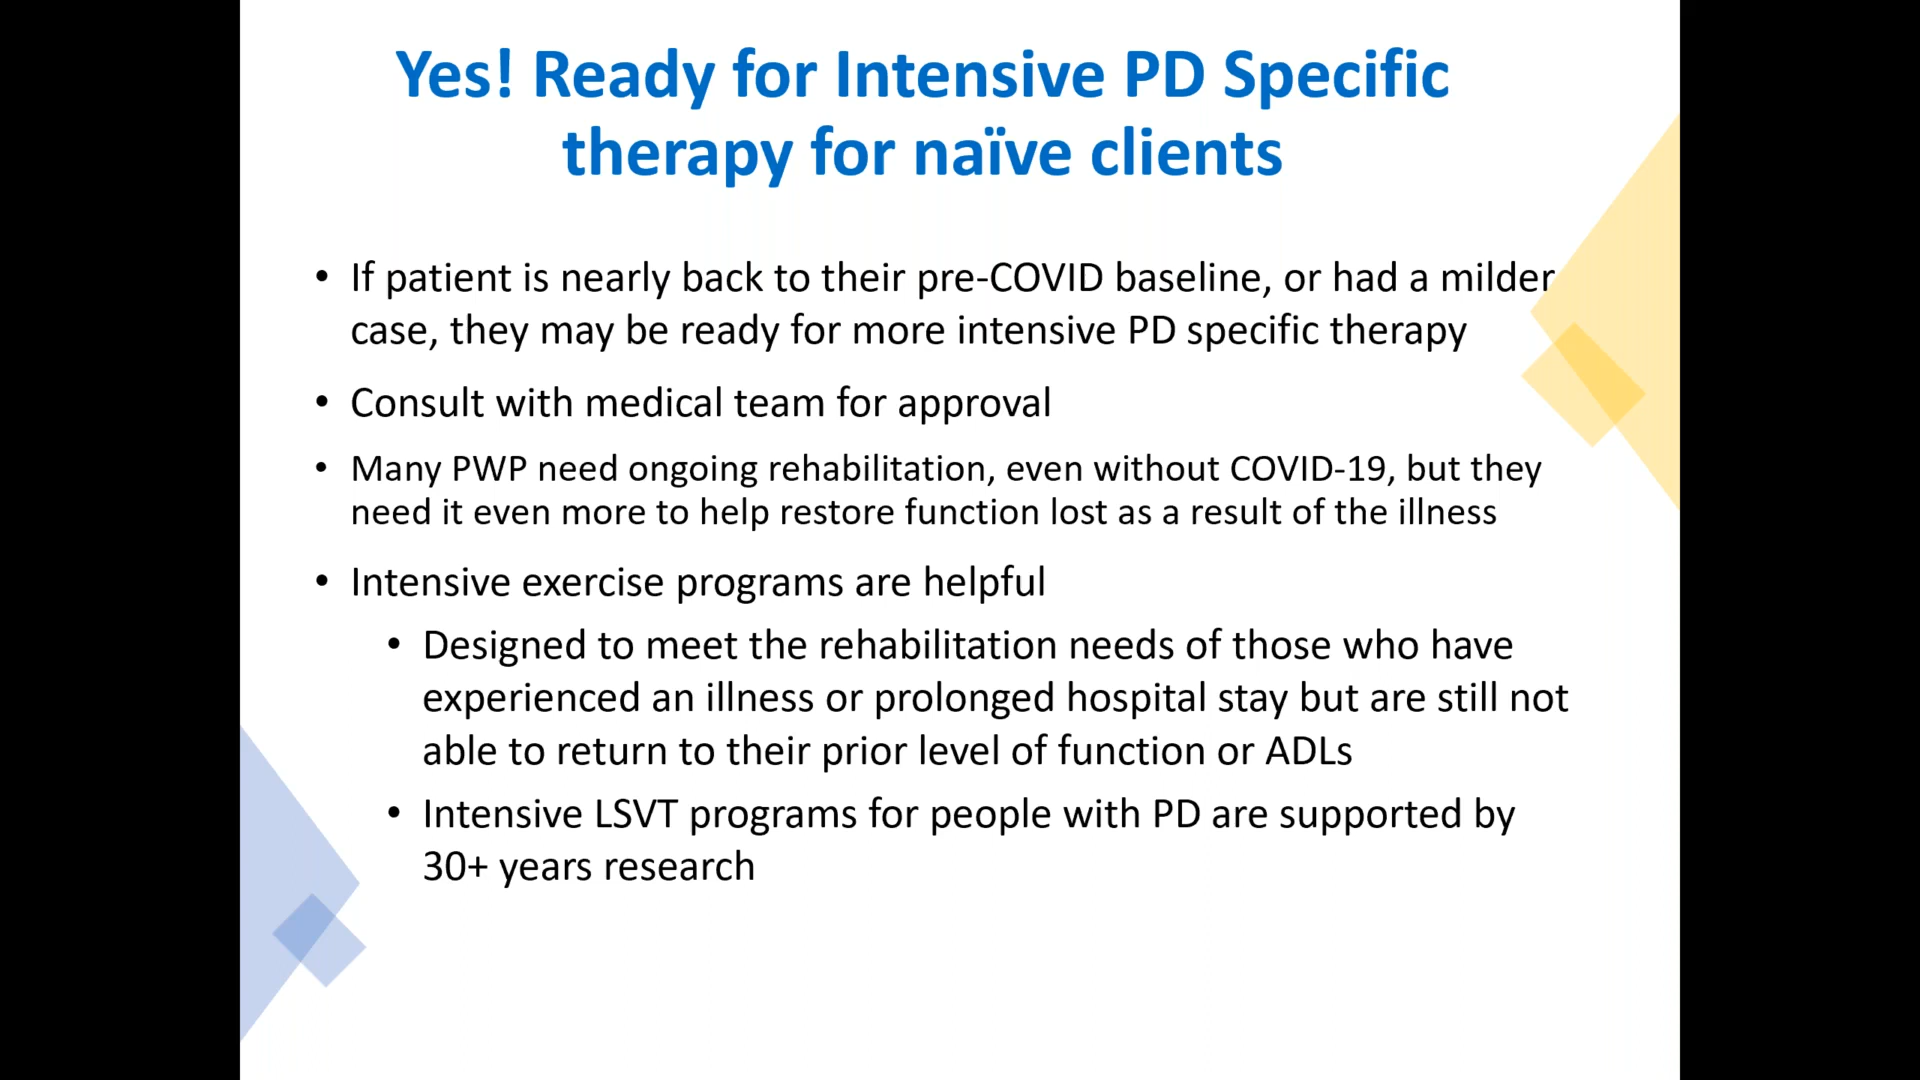 Yes! Ready for Intensive PD Specific
therapy for naïve clients
• If patient is nearly back to their pre-COVID baseline, or had a milder
case, they may be ready for more intensive PD specific therapy
• Consult with medical team for approval
• Many PWP need ongoing rehabilitation, even without COVID-19, but they
need it even more to help restore function lost as a result of the illness
• Intensive exercise programs are helpful
• Designed to meet the rehabilitation needs of those who have
experienced an illness or prolonged hospital stay but are still not
able to return to their prior level of function or ADLs
• Intensive LSVT programs for people with PD are supported by
30+ years research